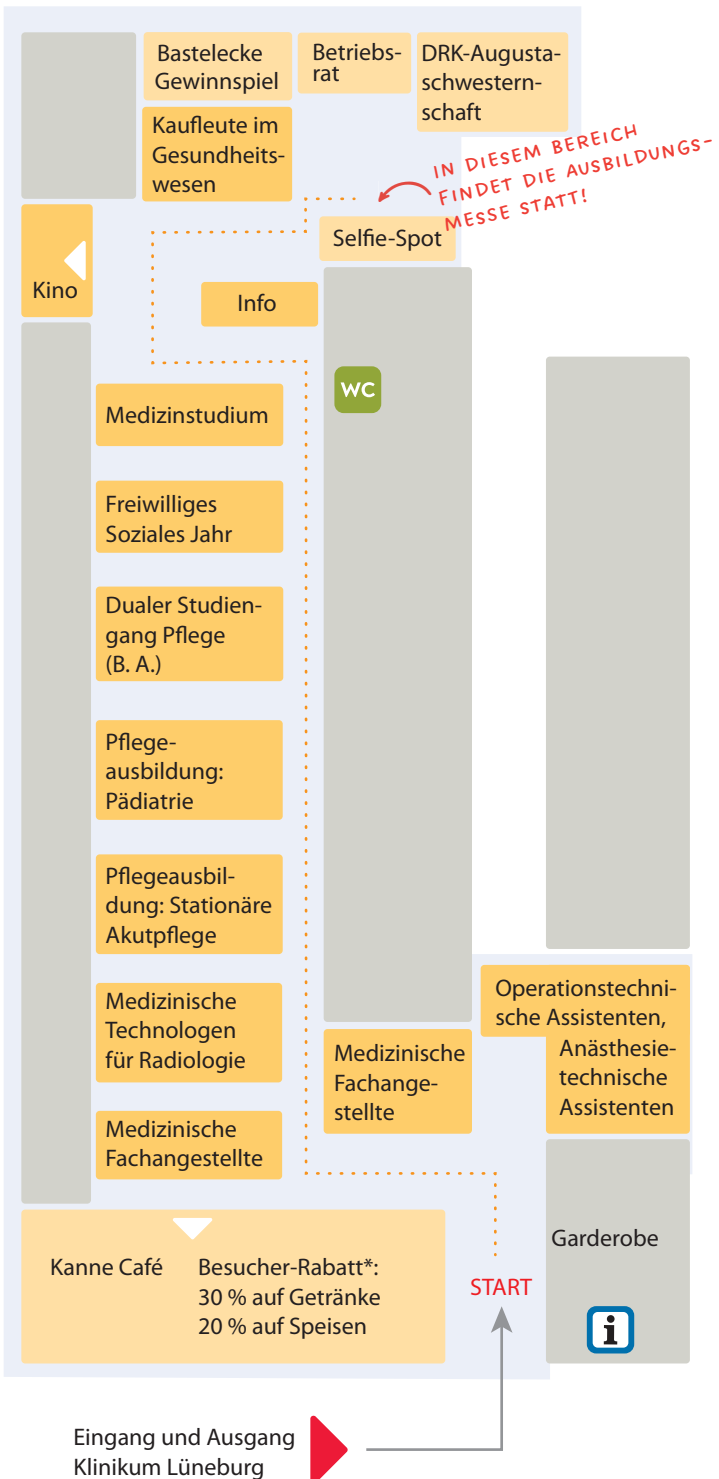 Bastelecke
Gewinnspiel
Betriebs-
rat
DRK-Augusta-
schwestern-
schaft
Kaufleute im
Gesundheits-
wesen
IN DIESEM BEREICH
FINDET DIE AUSBILDUNGS-
MESSE STATT!
Selfie-Spot
Kino
Info
WC
Medizinstudium
Freiwilliges
Soziales Jahr
Dualer Studien-
gang Pflege
(B. A.)
Pflege-
ausbildung:
Pädiatrie
Pflegeausbil-
dung: Stationäre
Akutpflege
Medizinische
Technologen
für Radiologie
Medizinische
Fachangestellte
Medizinische
Fachange-
stellte
Operationstechni-
sche Assistenten,
Anästhesie-
technische
Assistenten
Kanne Café
Besucher-Rabatt*:
30 % auf Getränke
20 % auf Speisen
START
Garderobe
i
Eingang und Ausgang
Klinikum Lüneburg